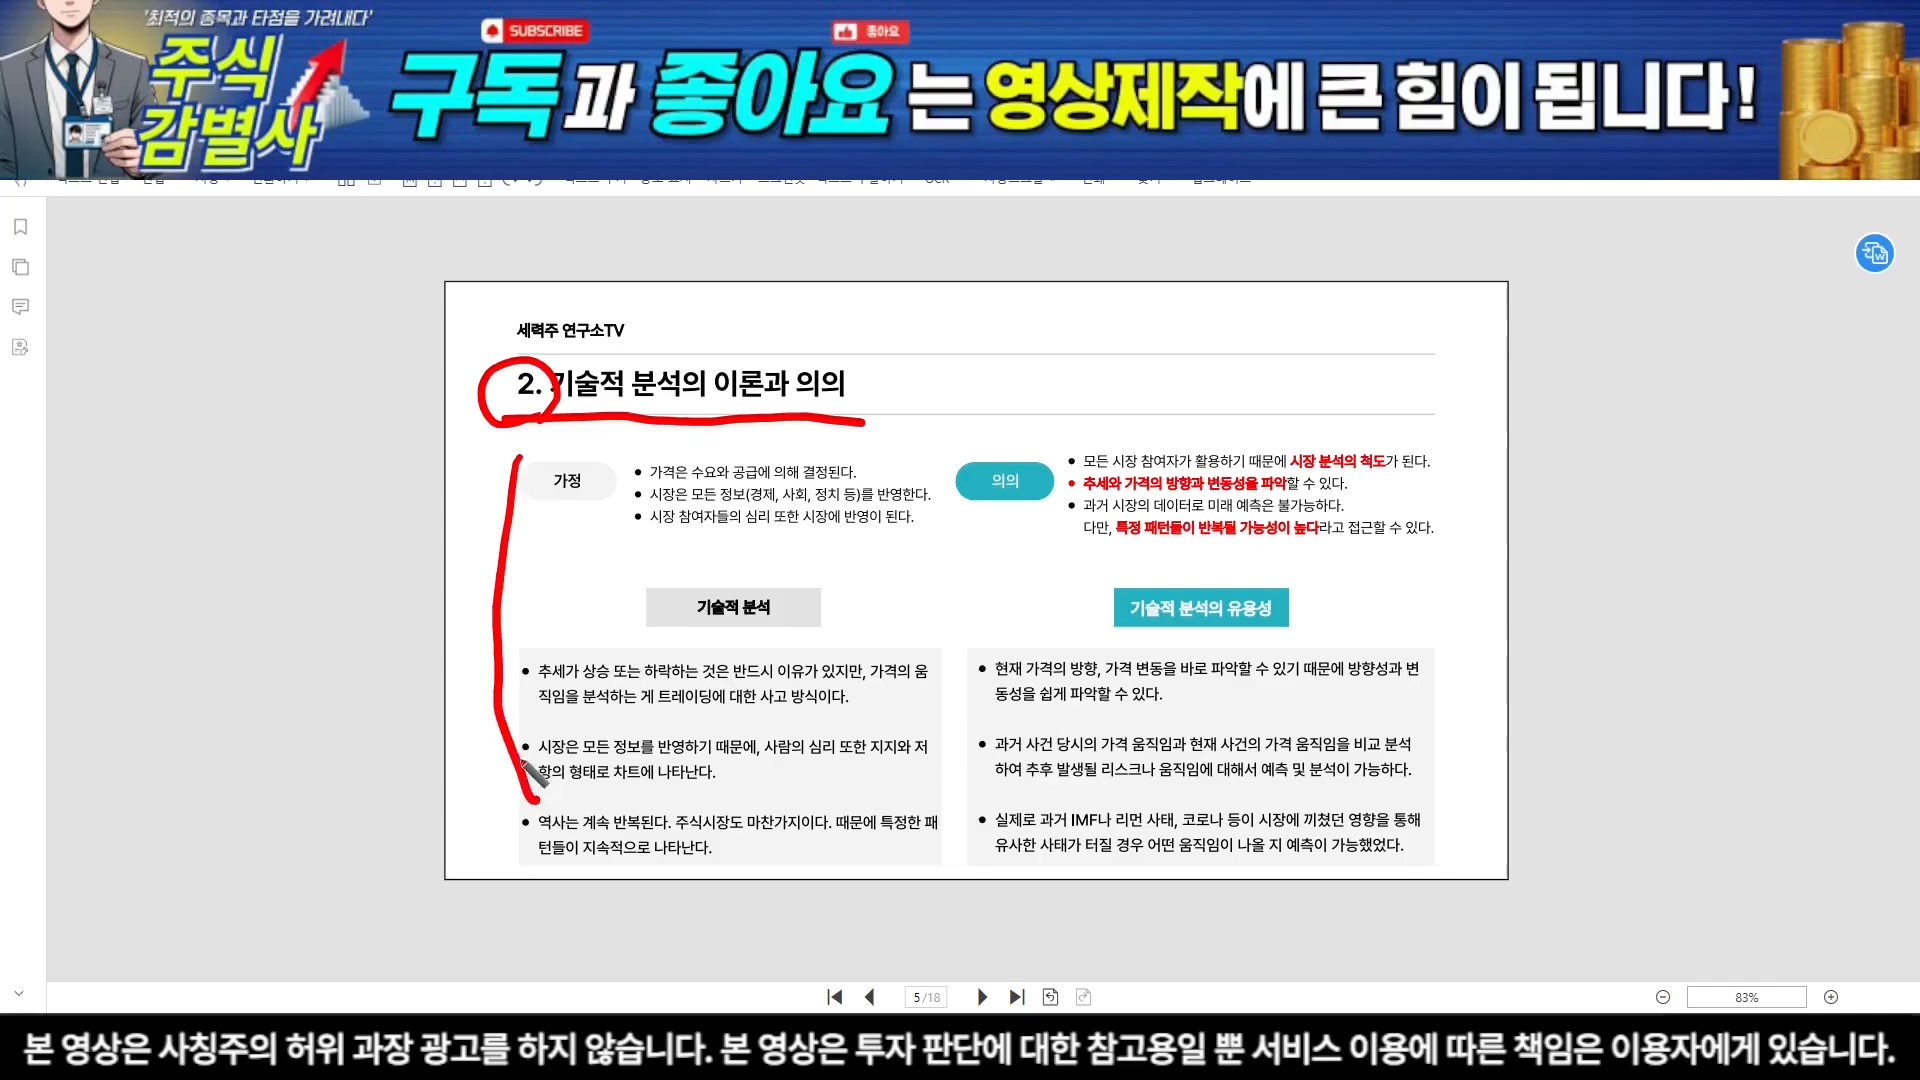 '최적의 종목과 타점을 가려내다'
주식
감별사
SUBSCRIBE
좋아요
구독과 좋아요는 영상제작에 큰 힘이 됩니다!
세력주 연구소TV
2. 기술적 분석의 이론과 의의
가정
● 가격은 수요와 공급에 의해 결정된다.
● 시장은 모든 정보(경제, 사회, 정치 등)를 반영한다.
● 시장 참여자들의 심리 또한 시장에 반영이 된다.
의의
● 모든 시장 참여자가 활용하기 때문에 시장 분석의 척도가 된다.
● 추세와 가격의 방향과 변동성을 파악할 수 있다.
● 과거 시장의 데이터로 미래 예측은 불가능하다.
다만, 특정 패턴들이 반복될 가능성이 높다라고 접근할 수 있다.
기술적 분석
● 추세가 상승 또는 하락하는 것은 반드시 이유가 있지만, 가격의 움
직임을 분석하는 게 트레이딩에 대한 사고 방식이다.
● 시장은 모든 정보를 반영하기 때문에, 사람의 심리 또한 지지와 저
항의 형태로 차트에 나타난다.
● 역사는 계속 반복된다. 주식시장도 마찬가지이다. 때문에 특정한 패
턴들이 지속적으로 나타난다.
기술적 분석의 유용성
● 현재 가격의 방향, 가격 변동을 바로 파악할 수 있기 때문에 방향성과 변
동성을 쉽게 파악할 수 있다.
● 과거 사건 당시의 가격 움직임과 현재 사건의 가격 움직임을 비교 분석
하여 추후 발생될 리스크나 움직임에 대해서 예측 및 분석이 가능하다.
● 실제로 과거 IMF나 리먼 사태, 코로나 등이 시장에 끼쳤던 영향을 통해
유사한 사태가 터질 경우 어떤 움직임이 나올 지 예측이 가능했었다.
5 /18
83%
본 영상은 사칭주의 허위 과장 광고를 하지 않습니다. 본 영상은 투자 판단에 대한 참고용일 뿐 서비스 이용에 따른 책임은 이용자에게 있습니다.